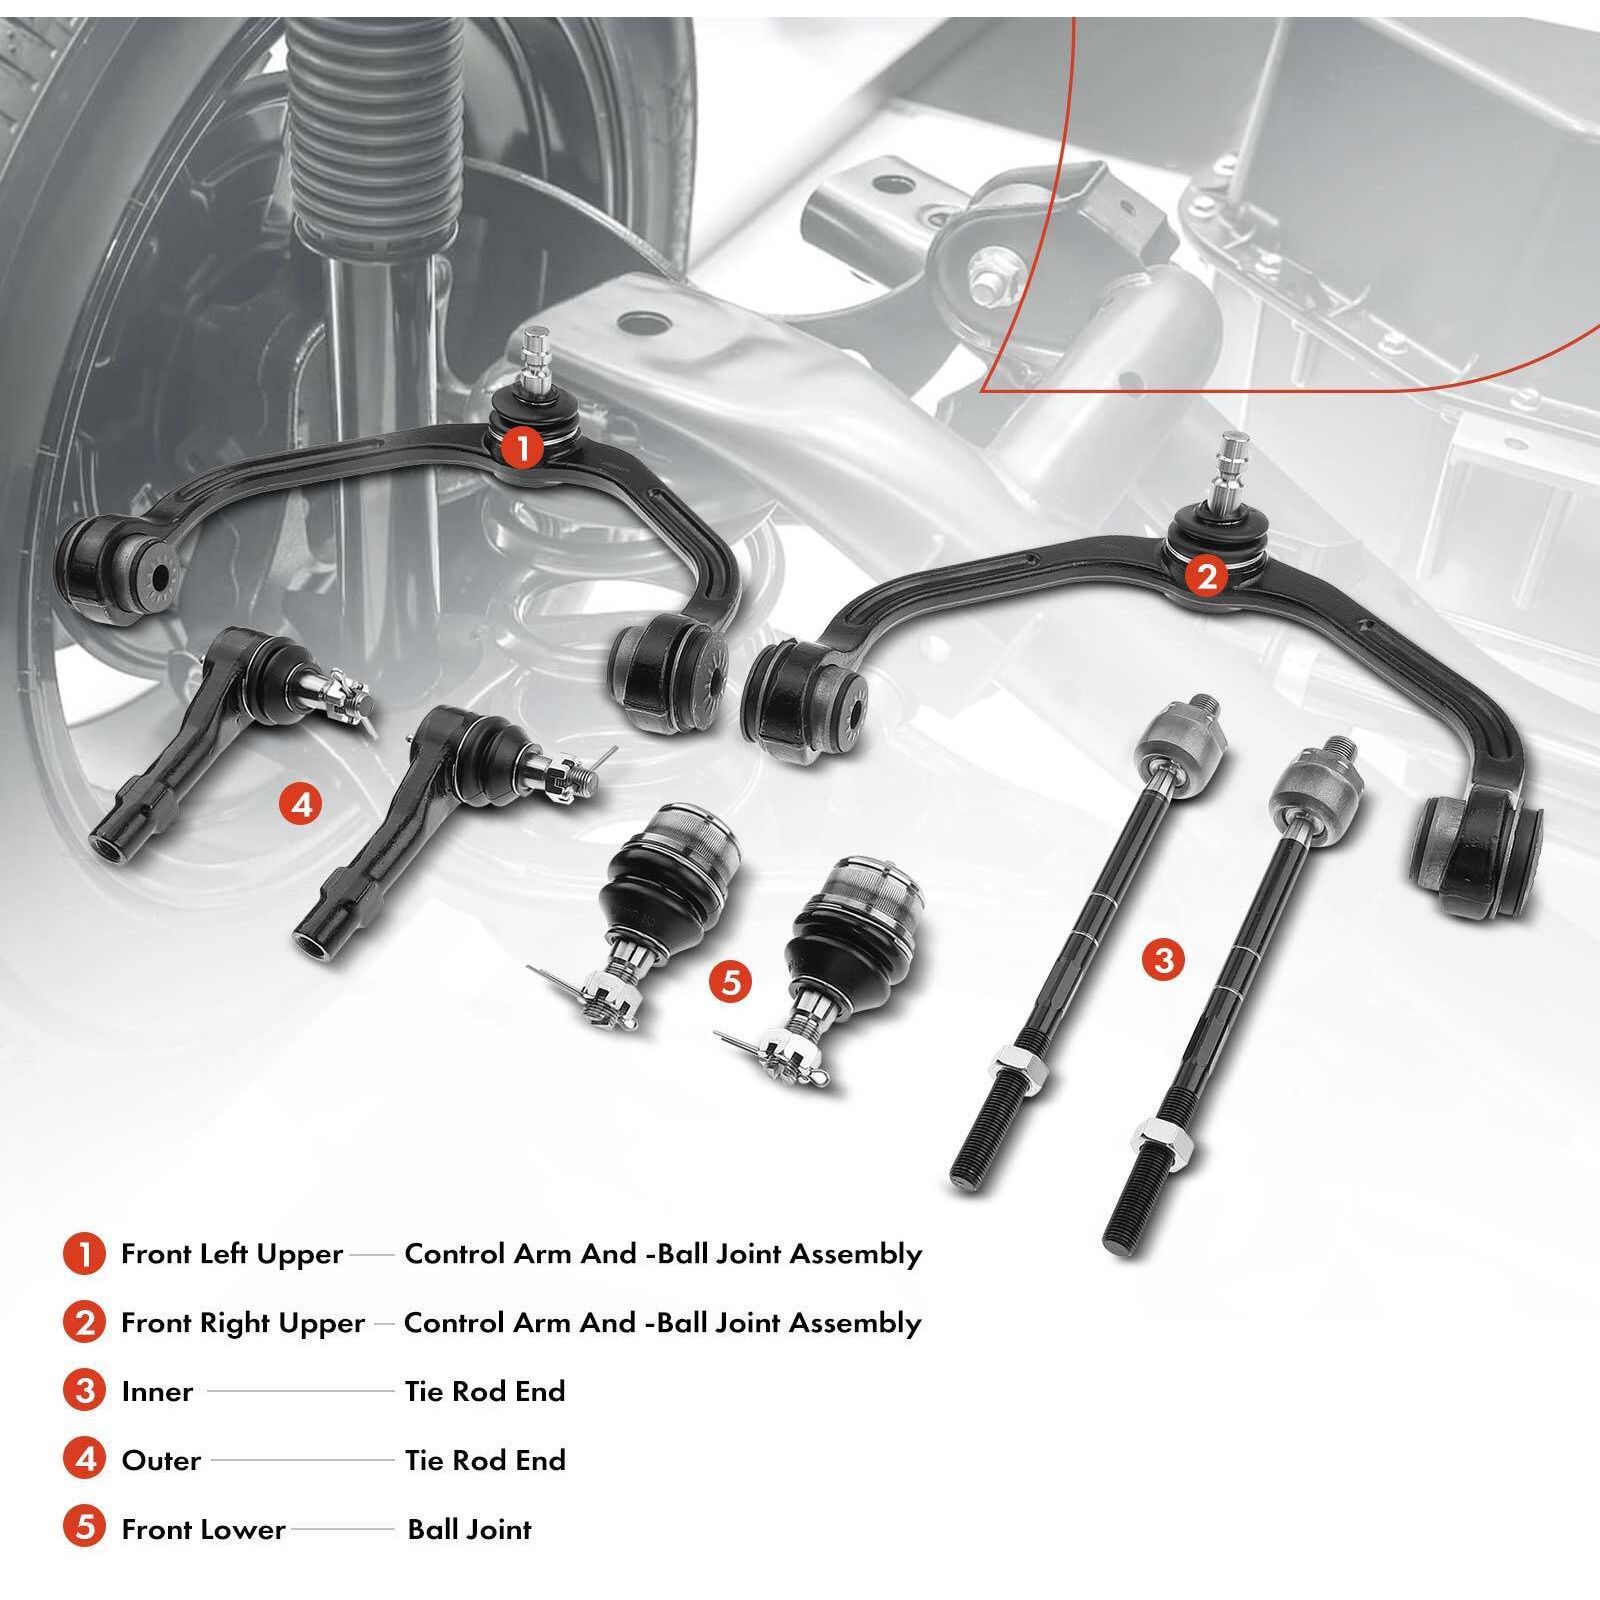 1
2
4
3
5
1 Front Left Upper Control Arm And -Ball Joint Assembly
2 Front Right Upper Control Arm And -Ball Joint Assembly
3 Inner Tie Rod End
4 Outer Tie Rod End
5 Front Lower Ball Joint